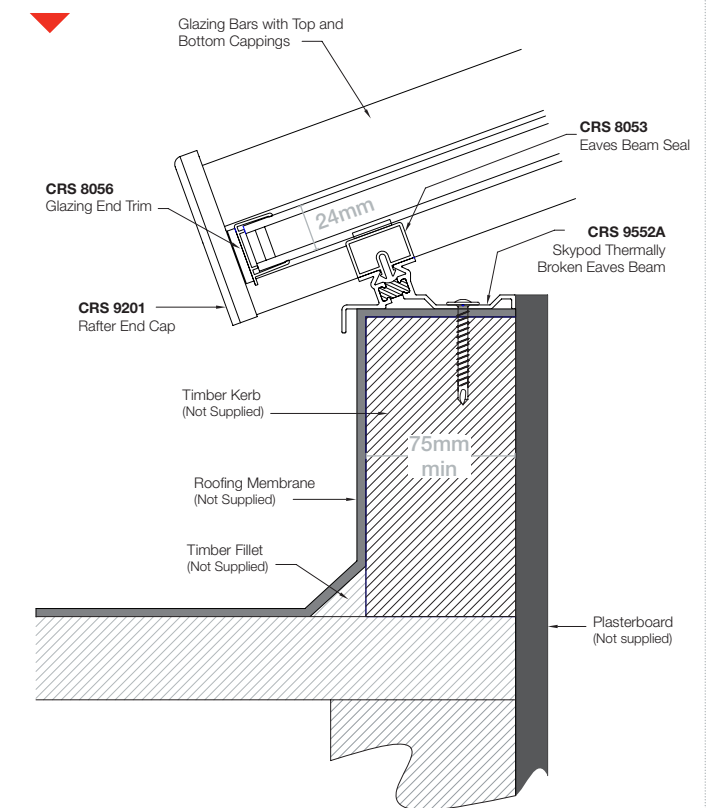 Glazing Bars with Top and
Bottom Cappings
CRS 8053
Eaves Beam Seal
CRS 8056
Glazing End Trim
24mm
CRS 9552A
Skypod Thermally
Broken Eaves Beam
CRS 9201
Rafter End Cap
Timber Kerb
(Not Supplied)
75mm
min
Roofing Membrane
(Not Supplied)
Timber Fillet
(Not Supplied)
Plasterboard
(Not supplied)